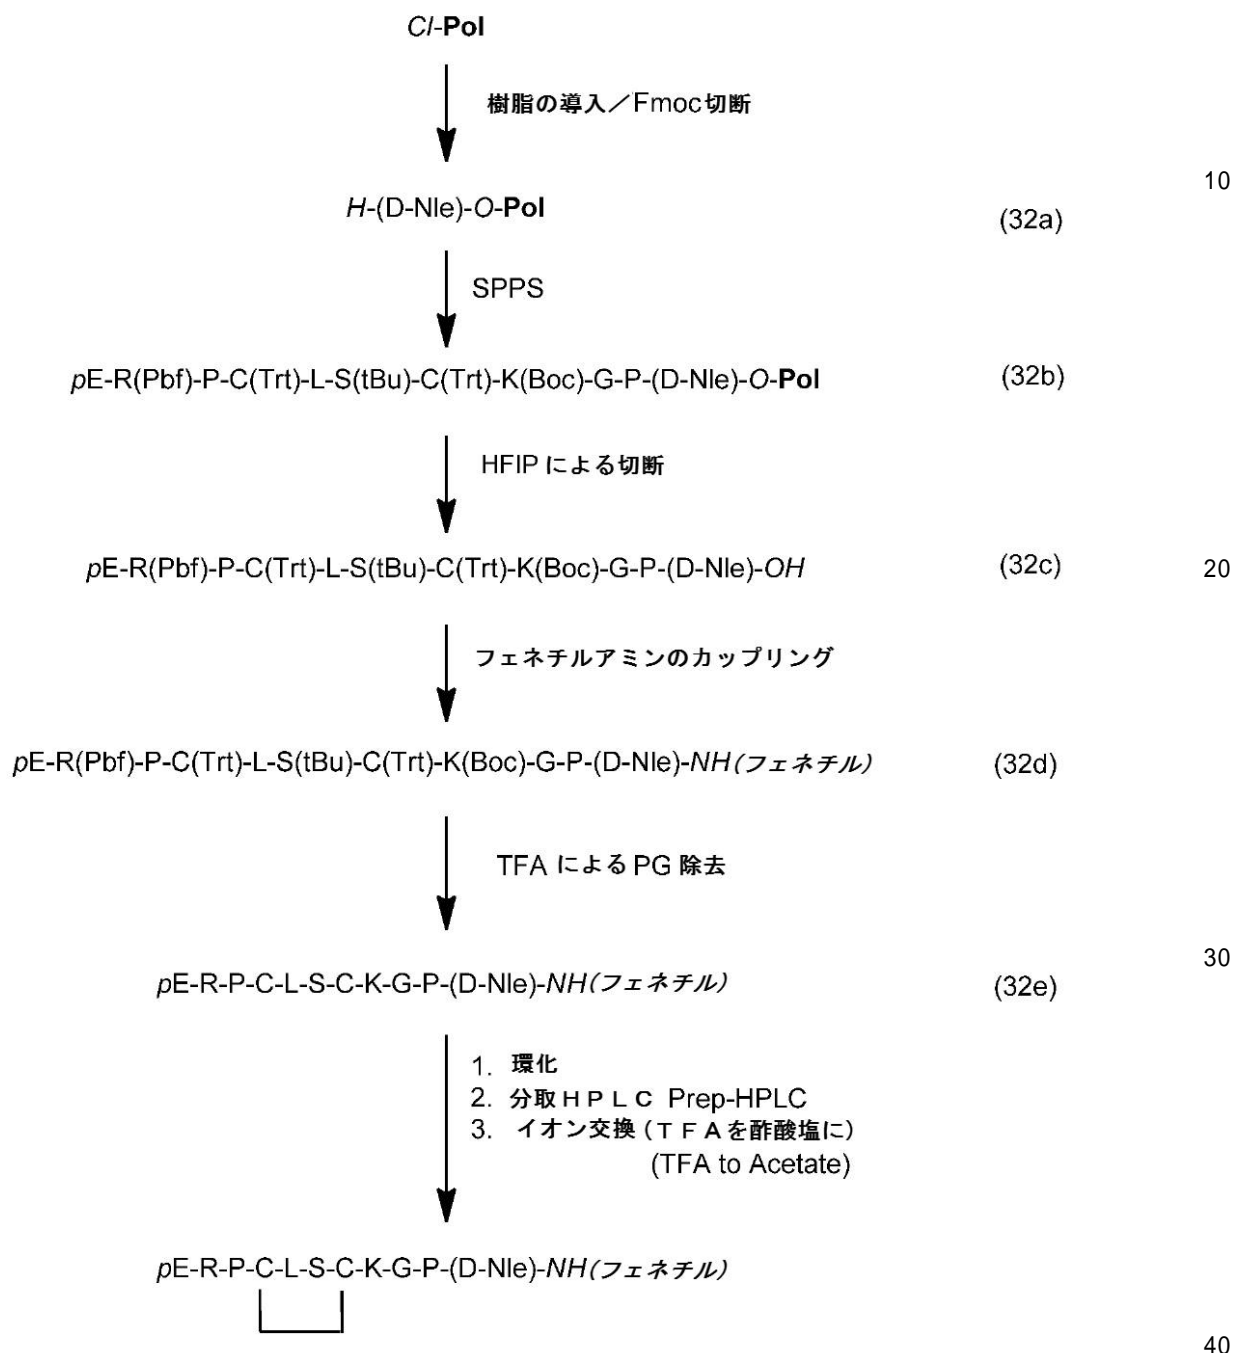 Cl-Pol
樹脂の導入／Fmoc切断
10
H-(D-Nle)-O-Pol
(32a)
SPPS
pE-R(Pbf)-P-C(Trt)-L-S(tBu)-C(Trt)-K(Boc)-G-P-(D-Nle)-O-Pol
(32b)
HFIP による切断
pE-R(Pbf)-P-C(Trt)-L-S(tBu)-C(Trt)-K(Boc)-G-P-(D-Nle)-OH
(32c)
20
フェネチルアミンのカップリング
pE-R(Pbf)-P-C(Trt)-L-S(tBu)-C(Trt)-K(Boc)-G-P-(D-Nle)-NH(フェネチル)
(32d)
TFA による PG 除去
30
pE-R-P-C-L-S-C-K-G-P-(D-Nle)-NH(フェネチル)
(32e)
1. 環化
2. 分取ＨＰＬＣ Prep-HPLC
3. イオン交換(ＴＦＡを酢酸塩に)
(TFA to Acetate)
pE-R-P-C-L-S-C-K-G-P-(D-Nle)-NH(フェネチル)
40